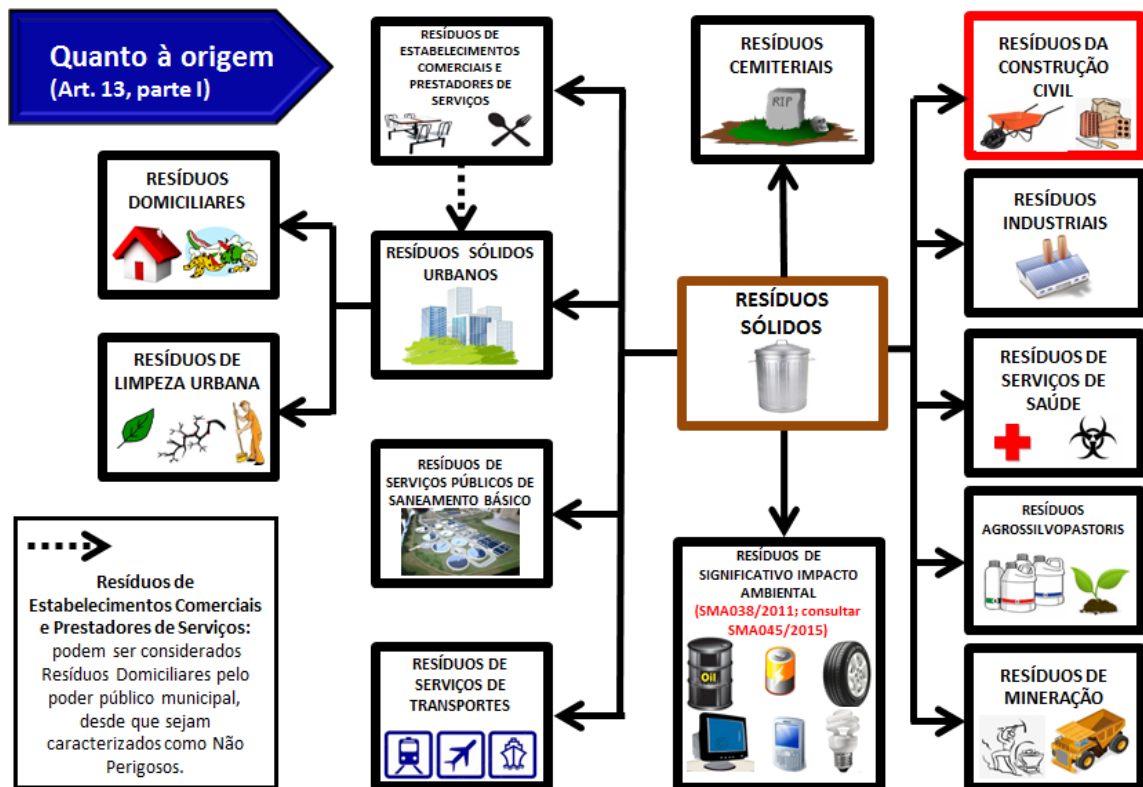 Quanto à origem
(Art. 13, parte I)
RESÍDUOS DE
ESTABELECIMENTOS
COMERCIAIS E
PRESTADORES DE
SERVIÇOS
RESÍDUOS
CEMITERIAIS
RIP
RESÍDUOS DA
CONSTRUÇÃO
CIVIL
RESÍDUOS
DOMICILIARES
RESÍDUOS SÓLIDOS
URBANOS
RESÍDUOS
SÓLIDOS
RESÍDUOS
INDUSTRIAIS
RESÍDUOS DE
LIMPEZA URBANA
RESÍDUOS DE
SERVIÇOS DE
SAÚDE
RESÍDUOS DE
SERVIÇOS PÚBLICOS DE
SANEAMENTO BÁSICO
RESÍDUOS
AGROSSILVOPASTORIS
Resíduos de
Estabelecimentos Comerciais
e Prestadores de Serviços:
podem ser considerados
Resíduos Domiciliares pelo
poder público municipal,
desde que sejam
caracterizados como Não
Perigosos.
RESÍDUOS DE
SERVIÇOS DE
TRANSPORTES
RESÍDUOS DE
SIGNIFICATIVO IMPACTO
AMBIENTAL
(SMA038/2011; consultar
SMA045/2015)
Oil
RESÍDUOS DE
MINERAÇÃO